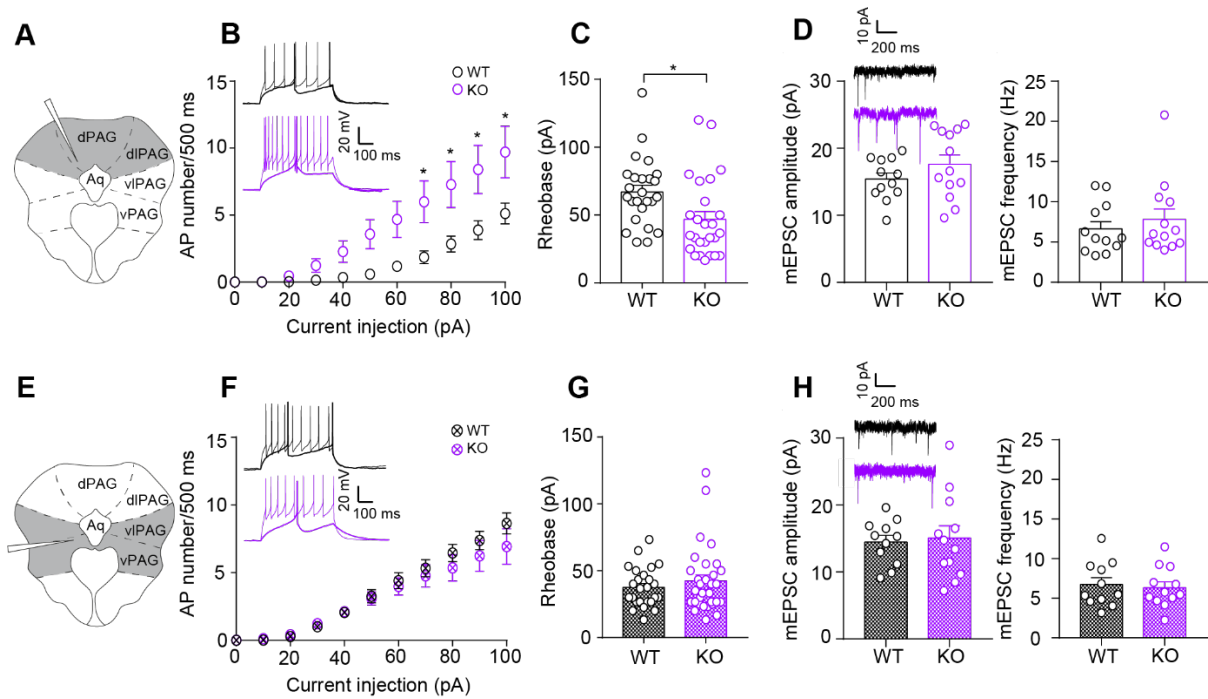 A
dPAG
dlPAG
Aq
vlPAG
vPAG
B
AP number/500 ms
15
10
5
0
WT
KO
20 mV
100 ms
* * * *
0 20 40 60 80 100
Current injection (pA)
C
Rheobase (pA)
150
100
50
0
*
WT KO
D
10 pA
200 ms
mEPSC amplitude (pA)
30
20
10
0
WT KO
mEPSC frequency (Hz)
25
20
15
10
5
0
WT KO
E
dPAG
dlPAG
Aq
vlPAG
vPAG
F
AP number/500 ms
15
10
5
0
WT
KO
20 mV
100 ms
0 20 40 60 80 100
Current injection (pA)
G
Rheobase (pA)
150
100
50
0
WT KO
H
10 pA
200 ms
mEPSC amplitude (pA)
30
20
10
0
WT KO
mEPSC frequency (Hz)
25
20
15
10
5
0
WT KO